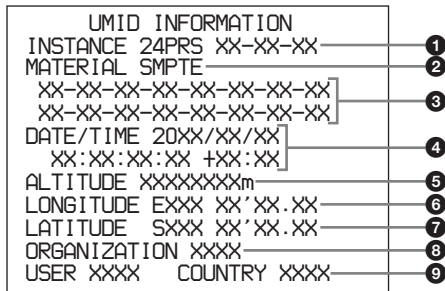 UMID INFORMATION
INSTANCE 24PRS XX-XX-XX 1
MATERIAL SMPTE 2
XX-XX-XX-XX-XX-XX-XX-XX
XX-XX-XX-XX-XX-XX-XX-XX 3
DATE/TIME 20XX/XX/XX
XX:XX:XX:XX +XX:XX 4
ALTITUDE XXXXXXXXm 5
LONGITUDE EXXX XX'XX.XX 6
LATITUDE SXXX XX'XX.XX 7
ORGANIZATION XXXX 8
USER XXXX COUNTRY XXXX 9